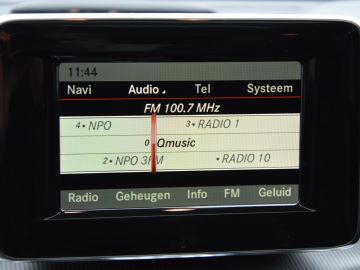 11:44
Navi Audio Tel Systeem
FM 100.7 MHz
4• NPO 3• RADIO 1
0 Qmusic
2• NPO 3FM • RADIO 10
Radio Geheugen Info FM Geluid